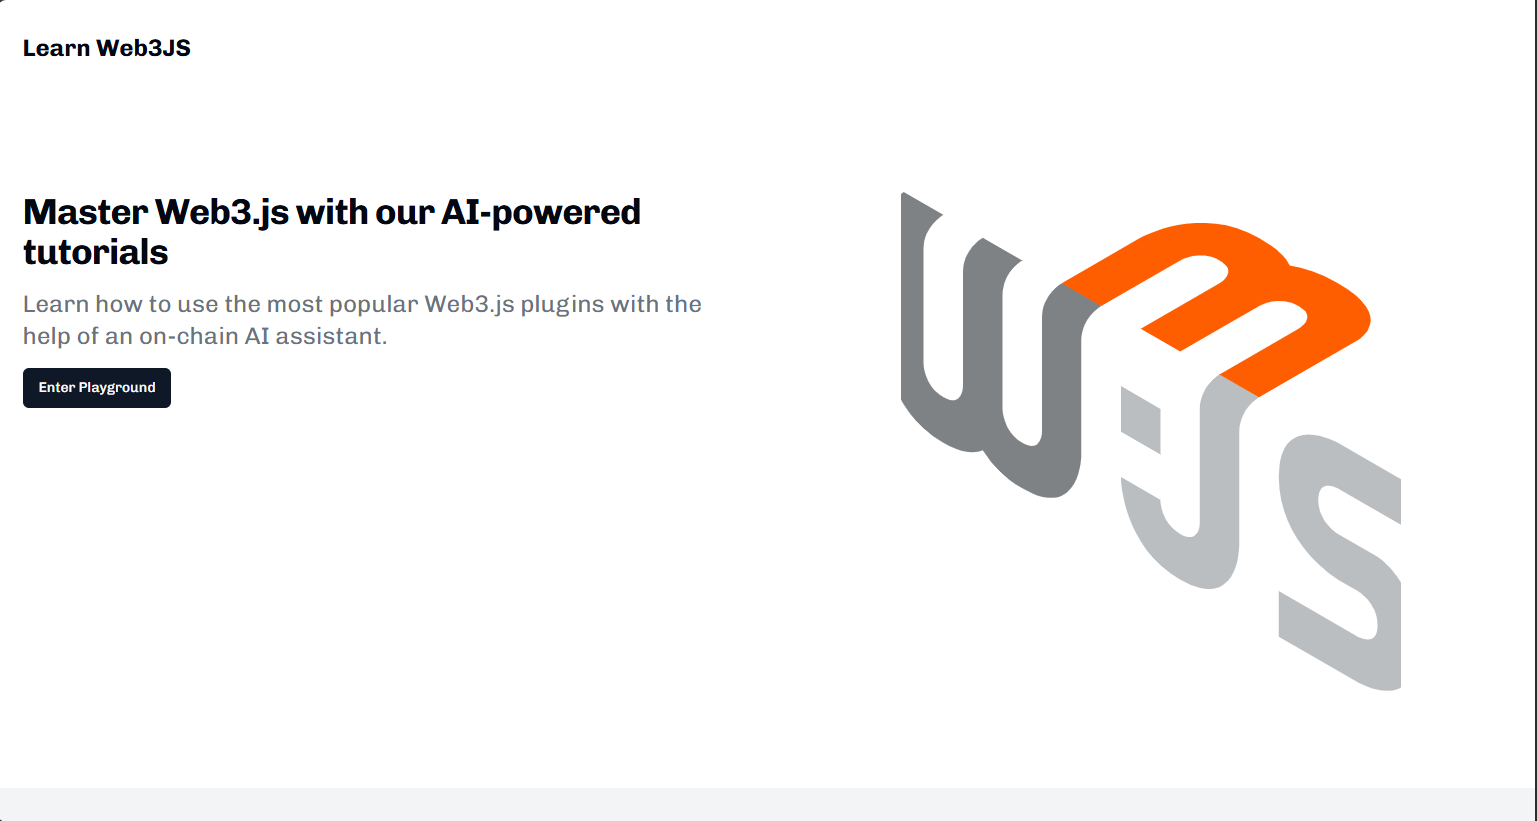 Learn Web3JS
Master Web3.js with our AI-powered
tutorials
Learn how to use the most popular Web3.js plugins with the
help of an on-chain AI assistant.
Enter Playground
W3JS